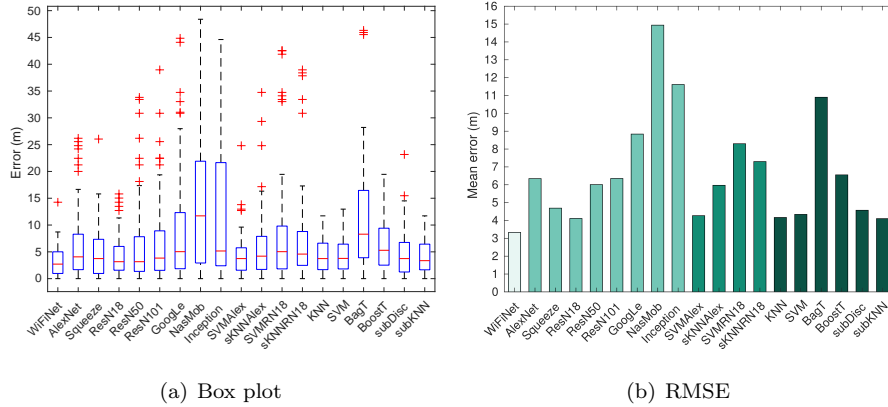 50
45
40
35
30
25
20
15
10
5
0
Error (m)
WiFiNet
AlexNet
Squeeze
ResN18
ResN50
ResN101
GoogLe
NasMob
Inception
SVMAlex
sKNNAlex
SVMRN18
sKNNRN18
KNN
SVM
BagT
BoostT
subDisc
subKNN
(a) Box plot
16
15
14
13
12
11
10
9
8
7
6
5
4
3
2
1
0
Mean error (m)
WiFiNet
AlexNet
Squeeze
ResN18
ResN50
ResN101
GoogLe
NasMob
Inception
SVMAlex
sKNNAlex
SVMRN18
sKNNRN18
KNN
SVM
BagT
BoostT
subDisc
subKNN
(b) RMSE